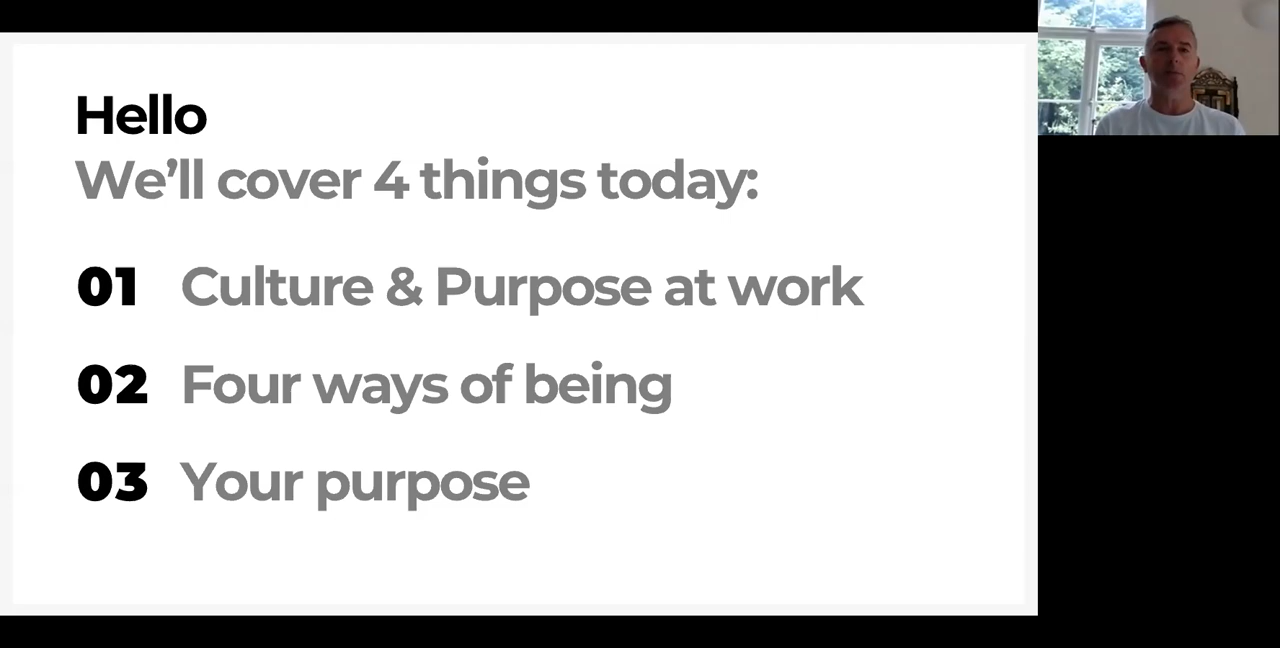 Hello
We’ll cover 4 things today:
01 Culture & Purpose at work
02 Four ways of being
03 Your purpose